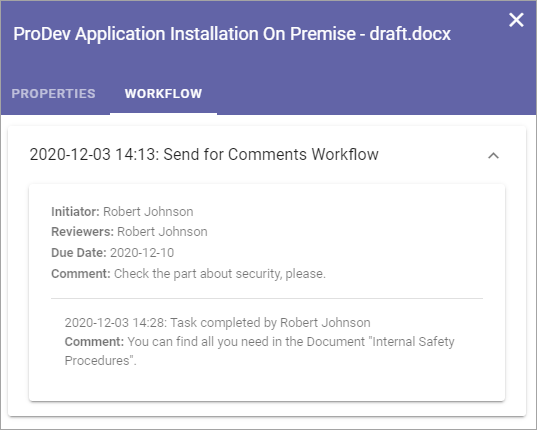 ProDev Application Installation On Premise - draft.docx
PROPERTIES WORKFLOW
2020-12-03 14:13: Send for Comments Workflow
Initiator: Robert Johnson
Reviewers: Robert Johnson
Due Date: 2020-12-10
Comment: Check the part about security, please.
2020-12-03 14:28: Task completed by Robert Johnson
Comment: You can find all you need in the Document "Internal Safety
Procedures".